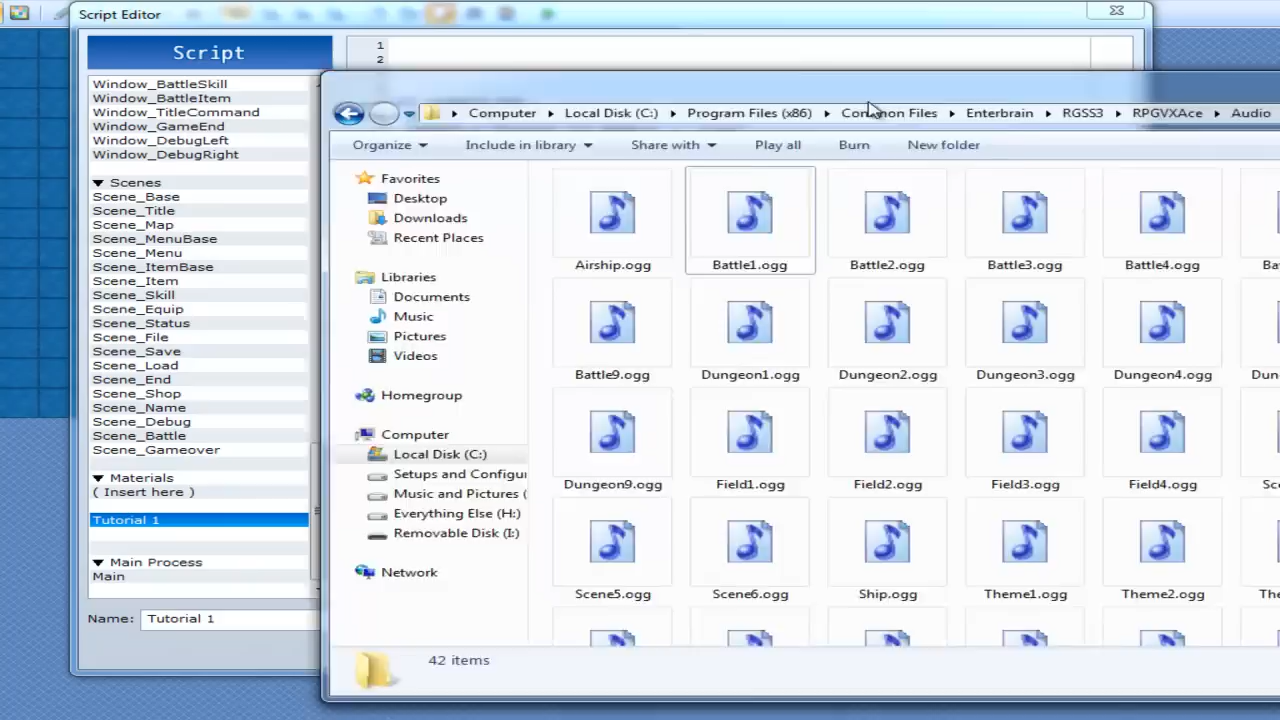 Script Editor
Script
1
2
Window_BattleSkill
Window_BattleItem
Window_TitleCommand
Window_GameEnd
Window_DebugLeft
Window_DebugRight
▼ Scenes
Scene_Base
Scene_Title
Scene_Map
Scene_MenuBase
Scene_Menu
Scene_ItemBase
Scene_Item
Scene_Skill
Scene_Equip
Scene_Status
Scene_File
Scene_Save
Scene_Load
Scene_End
Scene_Shop
Scene_Name
Scene_Debug
Scene_Battle
Scene_Gameover
▼ Materials
( Insert here )
Tutorial 1
▼ Main Process
Main
Name: Tutorial 1
Computer Local Disk (C:) Program Files (x86) Common Files Enterbrain RGSS3 RPGVXAce Audio
Organize Include in library Share with Play all Burn New folder
Favorites
Desktop
Downloads
Recent Places
Libraries
Documents
Music
Pictures
Videos
Homegroup
Computer
Local Disk (C:)
Setups and Configu
Music and Pictures (
Everything Else (H:)
Removable Disk (I:)
Network
Airship.ogg Battle1.ogg Battle2.ogg Battle3.ogg Battle4.ogg Ba
Battle9.ogg Dungeon1.ogg Dungeon2.ogg Dungeon3.ogg Dungeon4.ogg Dun
Dungeon9.ogg Field1.ogg Field2.ogg Field3.ogg Field4.ogg Sce
Scene5.ogg Scene6.ogg Ship.ogg Theme1.ogg Theme2.ogg The
42 items